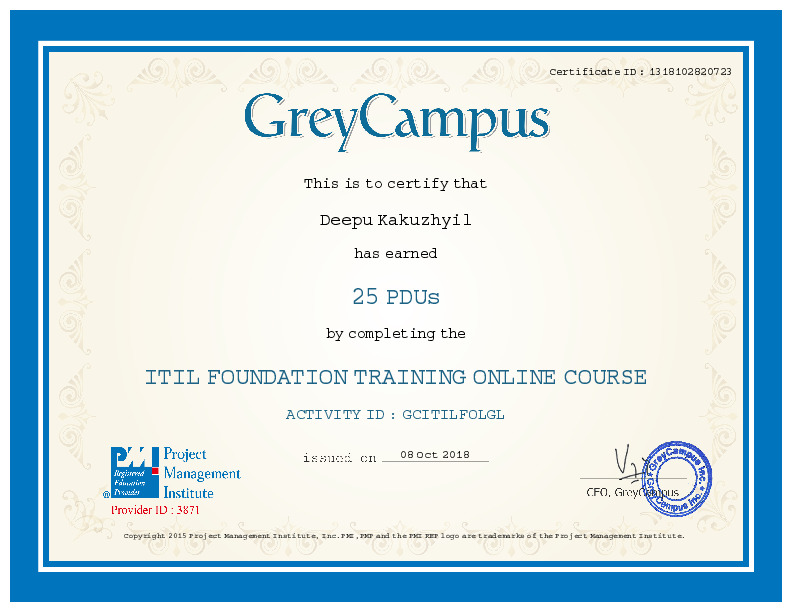 Certificate ID : 1318102820723
GreyCampus
This is to certify that
Deepu Kakuzhyil
has earned
25 PDUs
by completing the
ITIL FOUNDATION TRAINING ONLINE COURSE
ACTIVITY ID : GCITILFOLGL
issued on 08 Oct 2018
PMI
Registered
Education
Provider
®
Project
Management
Institute
Provider ID : 3871
CEO, GreyCampus
GreyCampus Inc.
GreyCampus Inc.
Copyright 2015 Project Management Institute, Inc. PMI, PMP and the PMI REP logo are trademarks of the Project Management Institute.